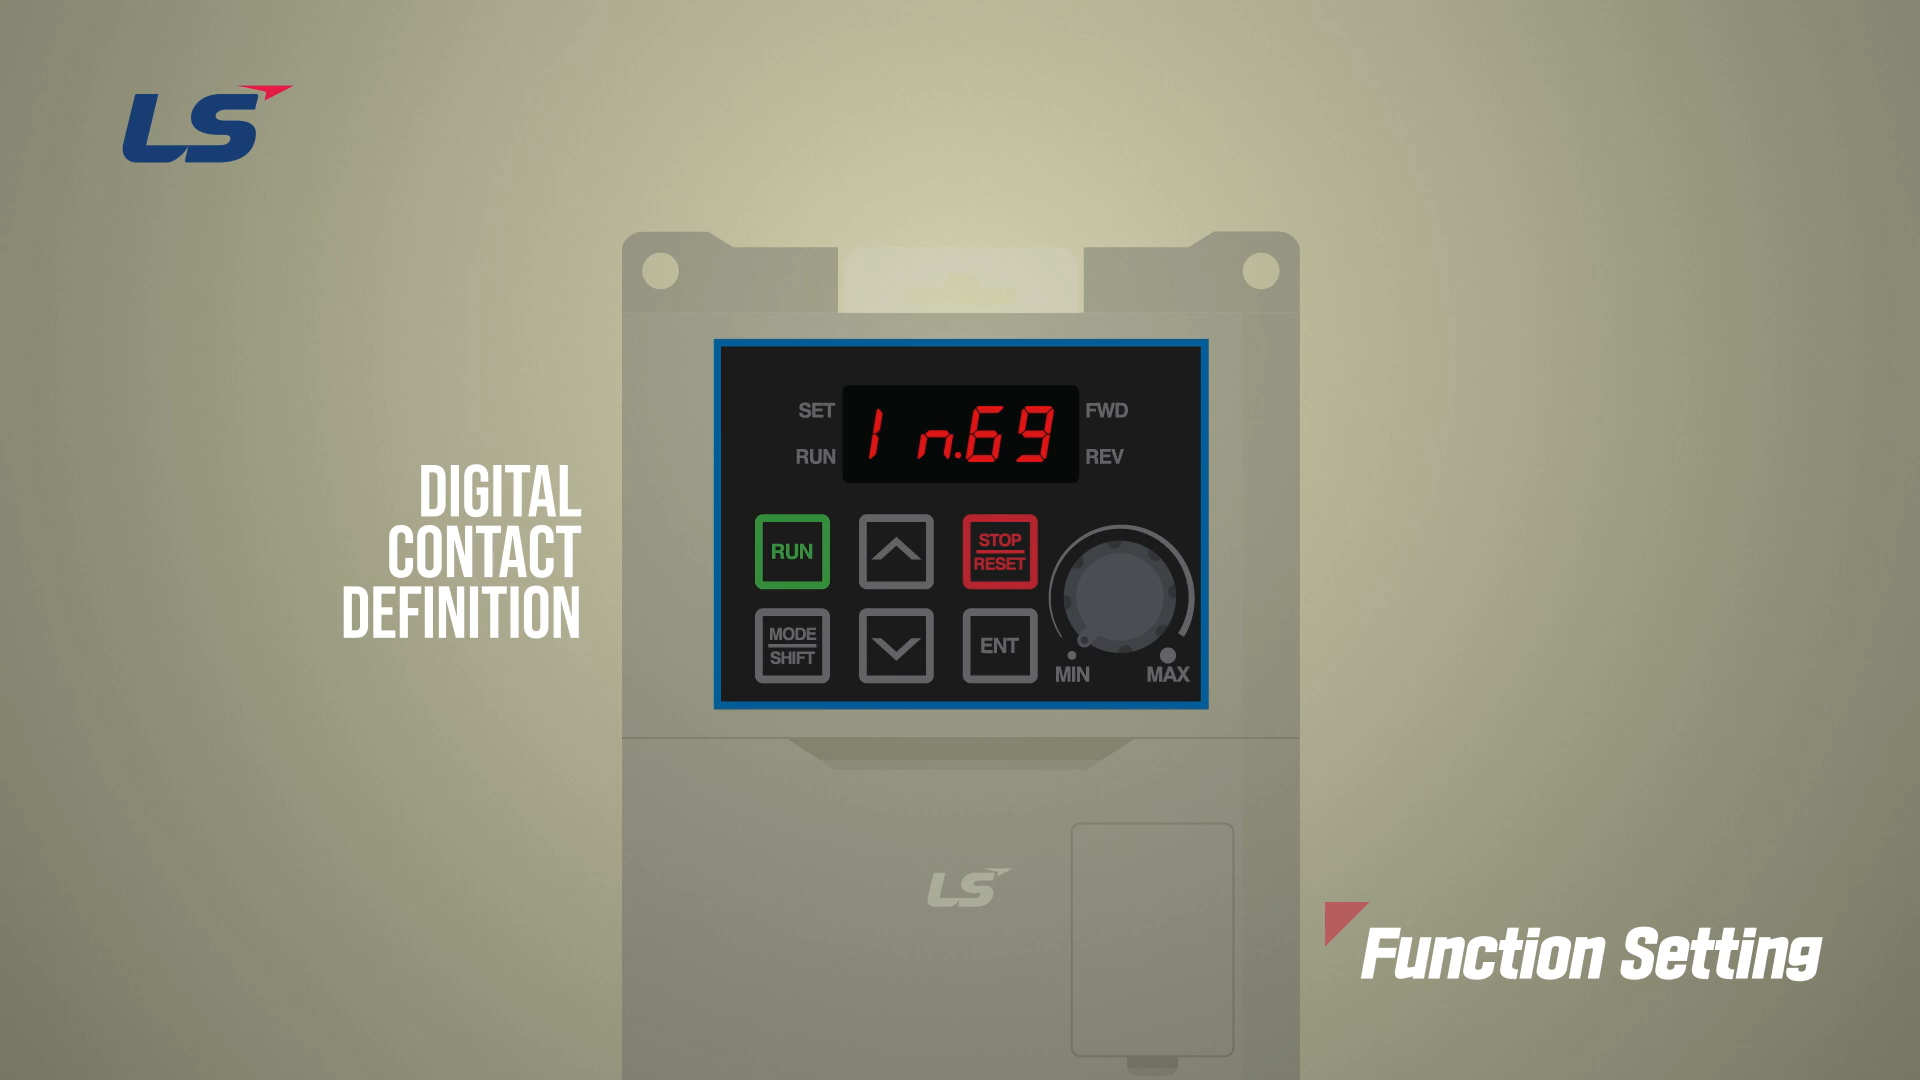 LS
SET
FWD
In.69
RUN
REV
DIGITAL
CONTACT
DEFINITION
RUN
STOP
RESET
MODE
SHIFT
ENT
MIN
MAX
LS
Function Setting